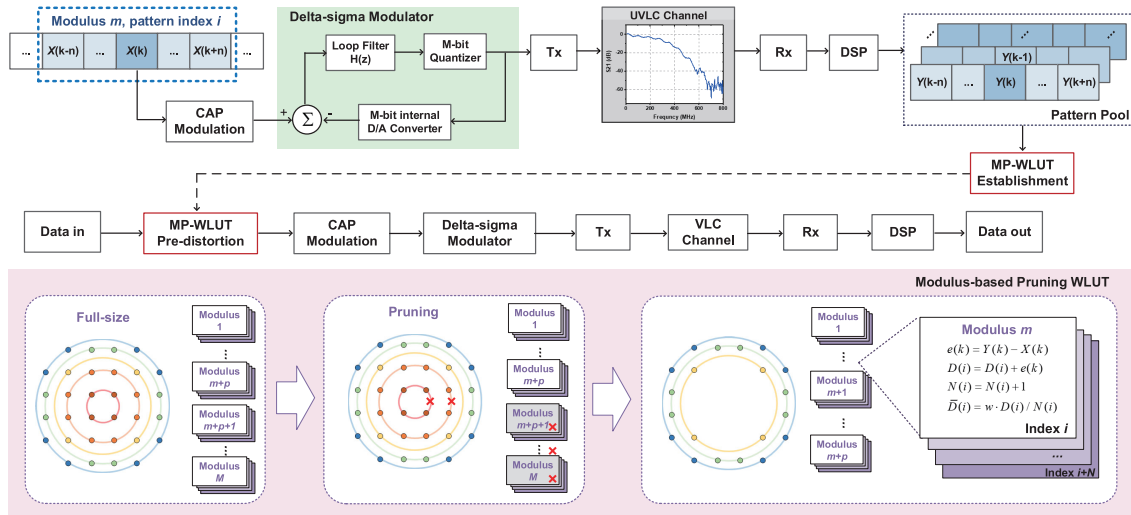 Modulus m, pattern index i
... X(k-n) ... X(k) ... X(k+n) ...
CAP
Modulation
Delta-sigma Modulator
Loop Filter
H(z)
M-bit
Quantizer
+ Σ -
M-bit internal
D/A Converter
Tx
UVLC Channel
S21 (dB)
0
-20
-40
-60
0 200 400 600 800
Frequncy (MHz)
Rx
DSP
... ... ...
Y(k-1)
Y(k-n) ... Y(k) ... Y(k+n)
Pattern Pool
MP-WLUT
Establishment
Data in
MP-WLUT
Pre-distortion
CAP
Modulation
Delta-sigma
Modulator
Tx
VLC
Channel
Rx
DSP
Data out
Modulus-based Pruning WLUT
Full-size
Modulus
1
...
Modulus
m+p
Modulus
m+p+1
...
Modulus
M
Pruning
Modulus
1
...
Modulus
m+p
Modulus
m+p+1
...
Modulus
M
Modulus
1
...
Modulus
m+1
...
Modulus
m+p
Modulus m
e(k) = Y(k) − X(k)
D(i) = D(i) + e(k)
N(i) = N(i) + 1
D̅(i) = w · D(i) / N(i)
Index i
...
Index i+N